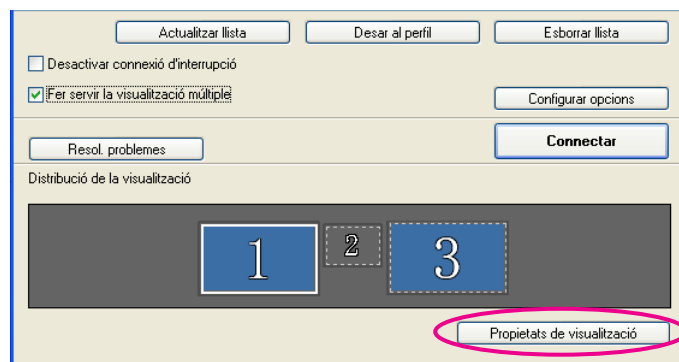 Actualitzar llista
Desar al perfil
Esborrar llista
Desactivar connexió d'interrupció
Fer servir la visualització múltiple
Configurar opcions
Connectar
Resol. problemes
Distribució de la visualització
1
2
3
Propietats de visualització